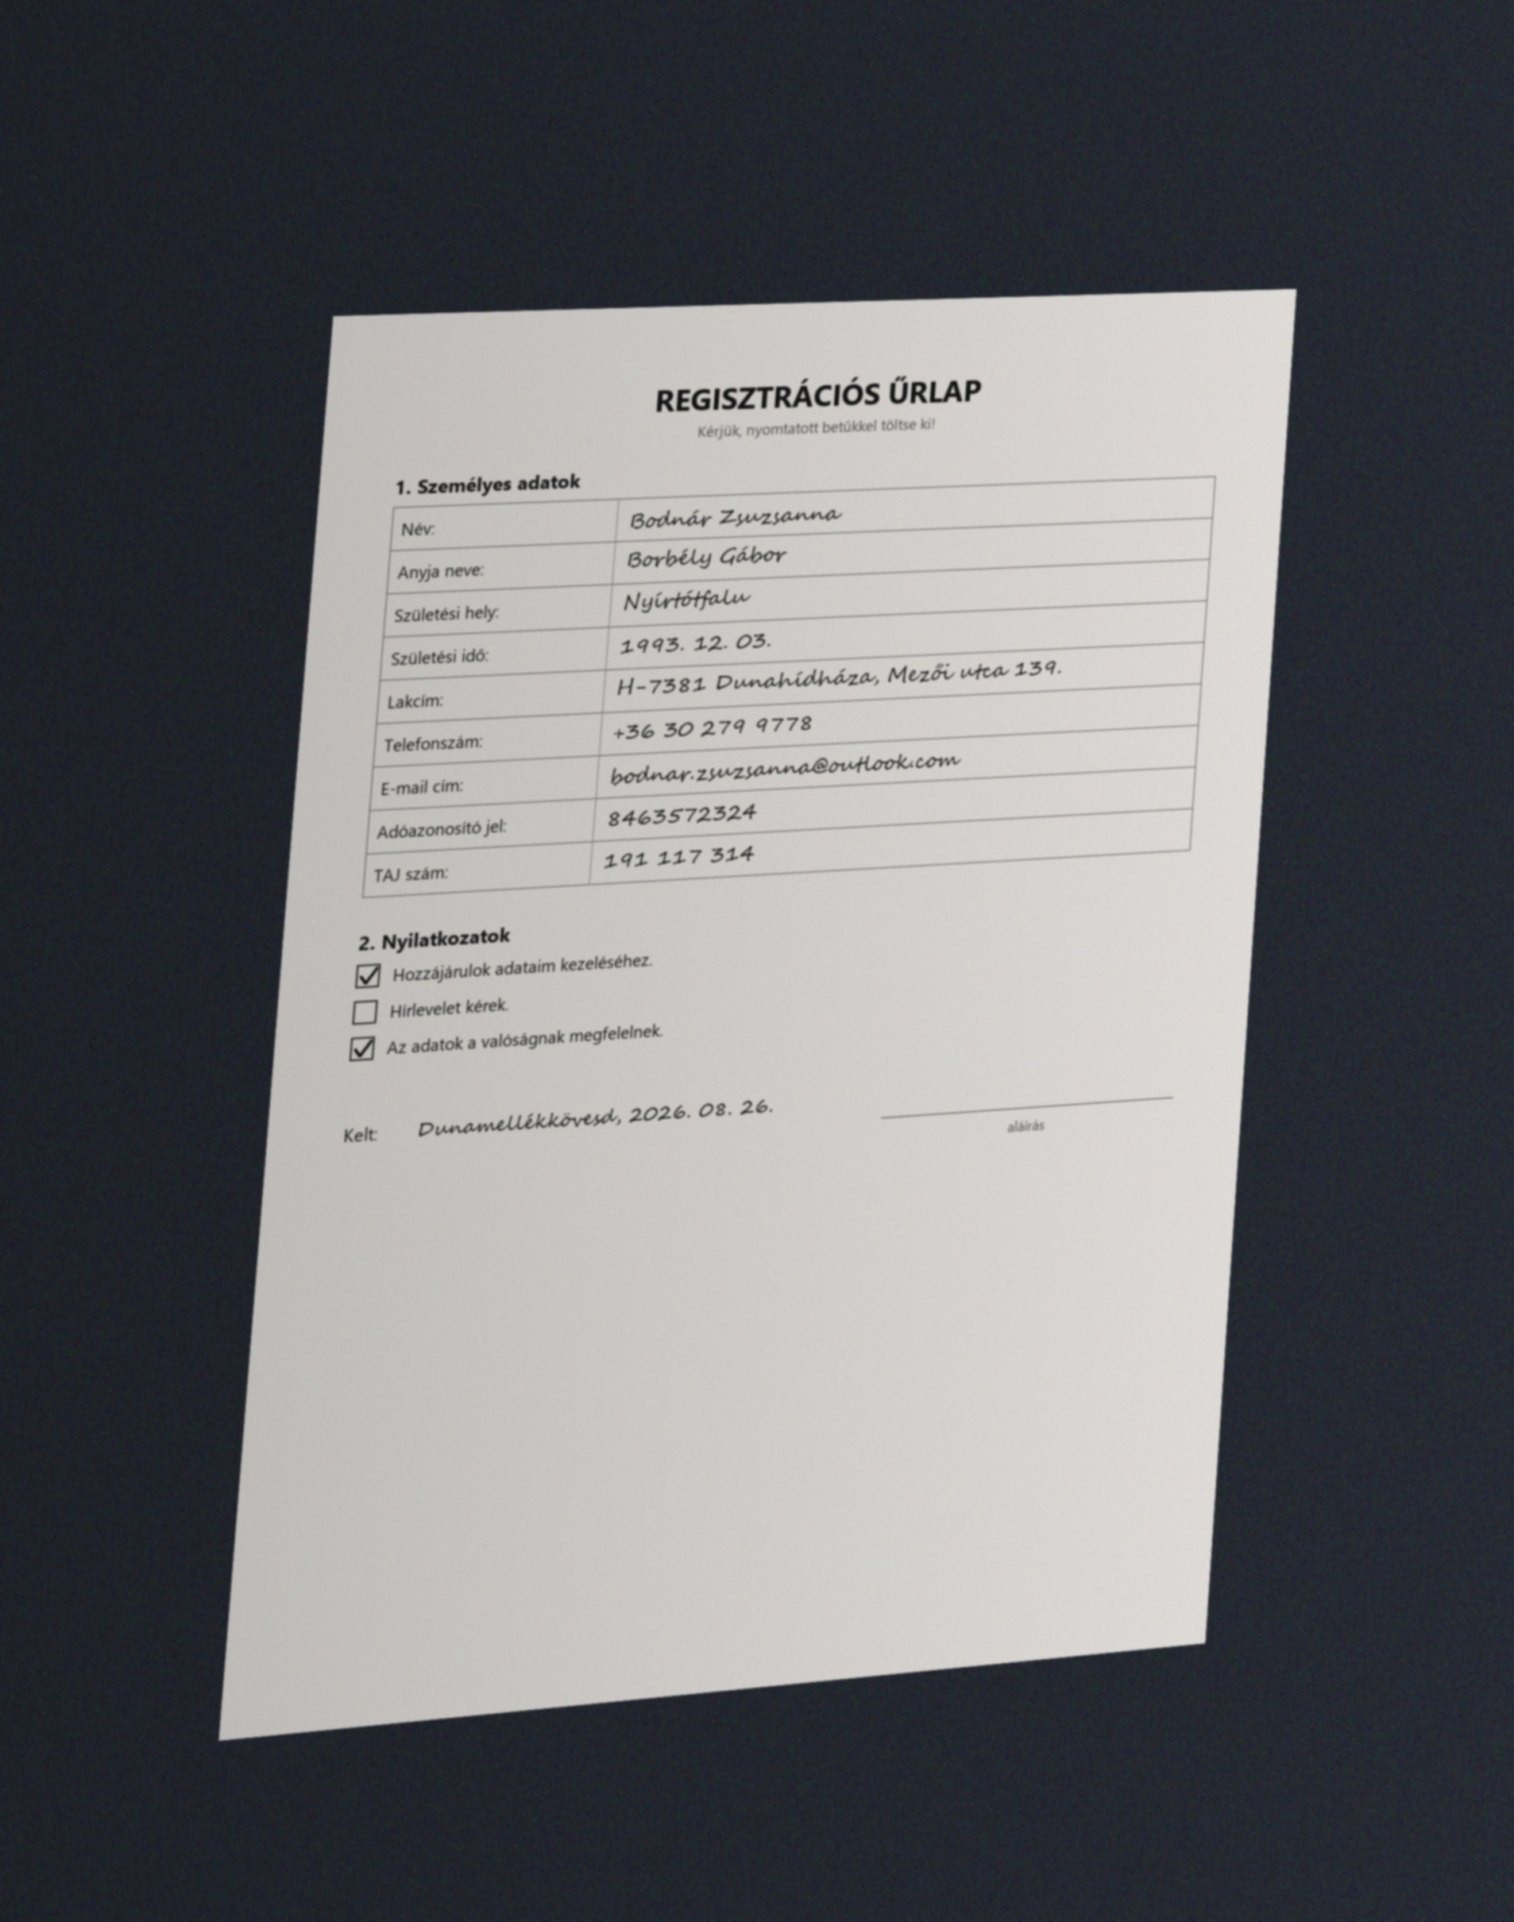 REGISZTRÁCIÓS ŰRLAP
Kérjük, nyomtatott betűkkel töltse ki!
1. Személyes adatok
Név: Bodnár Zsuzsanna
Anyja neve: Borbély Gábor
Születési hely: Nyírtótfalu
Születési idő: 1993. 12. 03.
Lakcím: H-7381 Dunahídháza, Mezői utca 139.
Telefonszám: +36 30 279 9778
E-mail cím: bodnar.zsuzsanna@outlook.com
Adóazonosító jel: 8463572324
TAJ szám: 191 117 314
2. Nyilatkozatok
Hozzájárulok adataim kezeléséhez.
Hírlevelet kérek.
Az adatok a valóságnak megfelelnek.
Kelt: Dunamellékkövesd, 2026. 08. 26.
aláírás